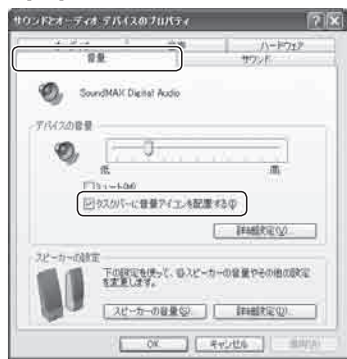 サウンドとオーディオ デバイスのプロパティ
ハードウェア
音量 サウンド
SoundMAX Digital Audio
デバイスの音量
低 高
ミュート(M)
タスクバーに音量アイコンを配置する(I)
詳細設定(V)...
スピーカーの設定
下の設定を使って、各スピーカーの音量やその他の設定
を変更します。
スピーカーの音量(S)... 詳細設定(D)...
OK キャンセル 適用(A)